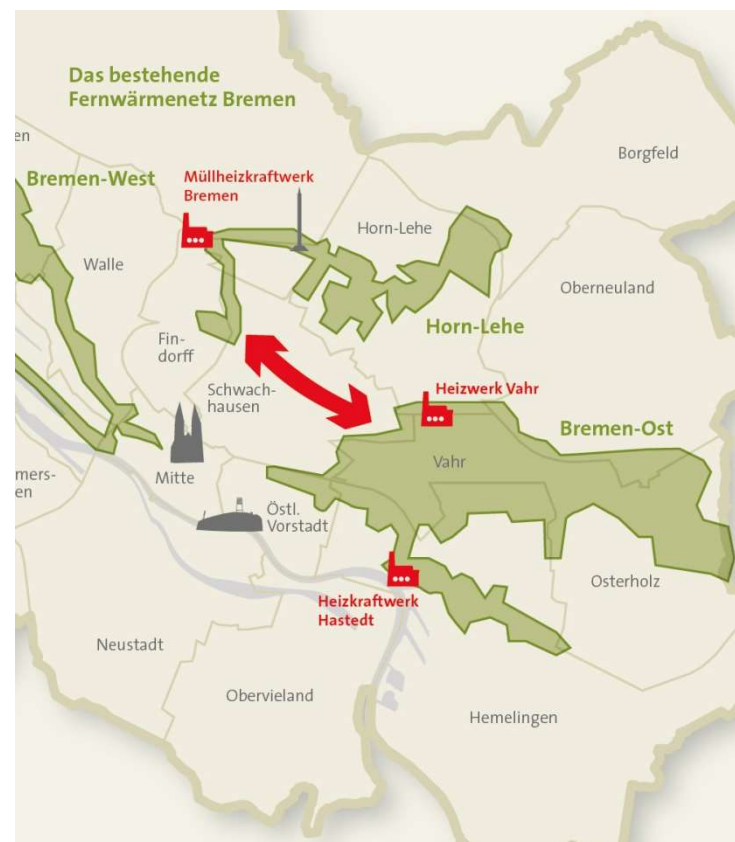 Das bestehende
Fernwärmenetz Bremen
en
Borgfeld
Bremen-West
Müllheizkraftwerk
Bremen
Horn-Lehe
Walle
Oberneuland
Horn-Lehe
Fin-
dorff
Schwach-
hausen
Heizwerk Vahr
Bremen-Ost
Vahr
mers-
en
Mitte
Östl.
Vorstadt
Osterholz
Heizkraftwerk
Hastedt
Neustadt
Obervieland
Hemelingen